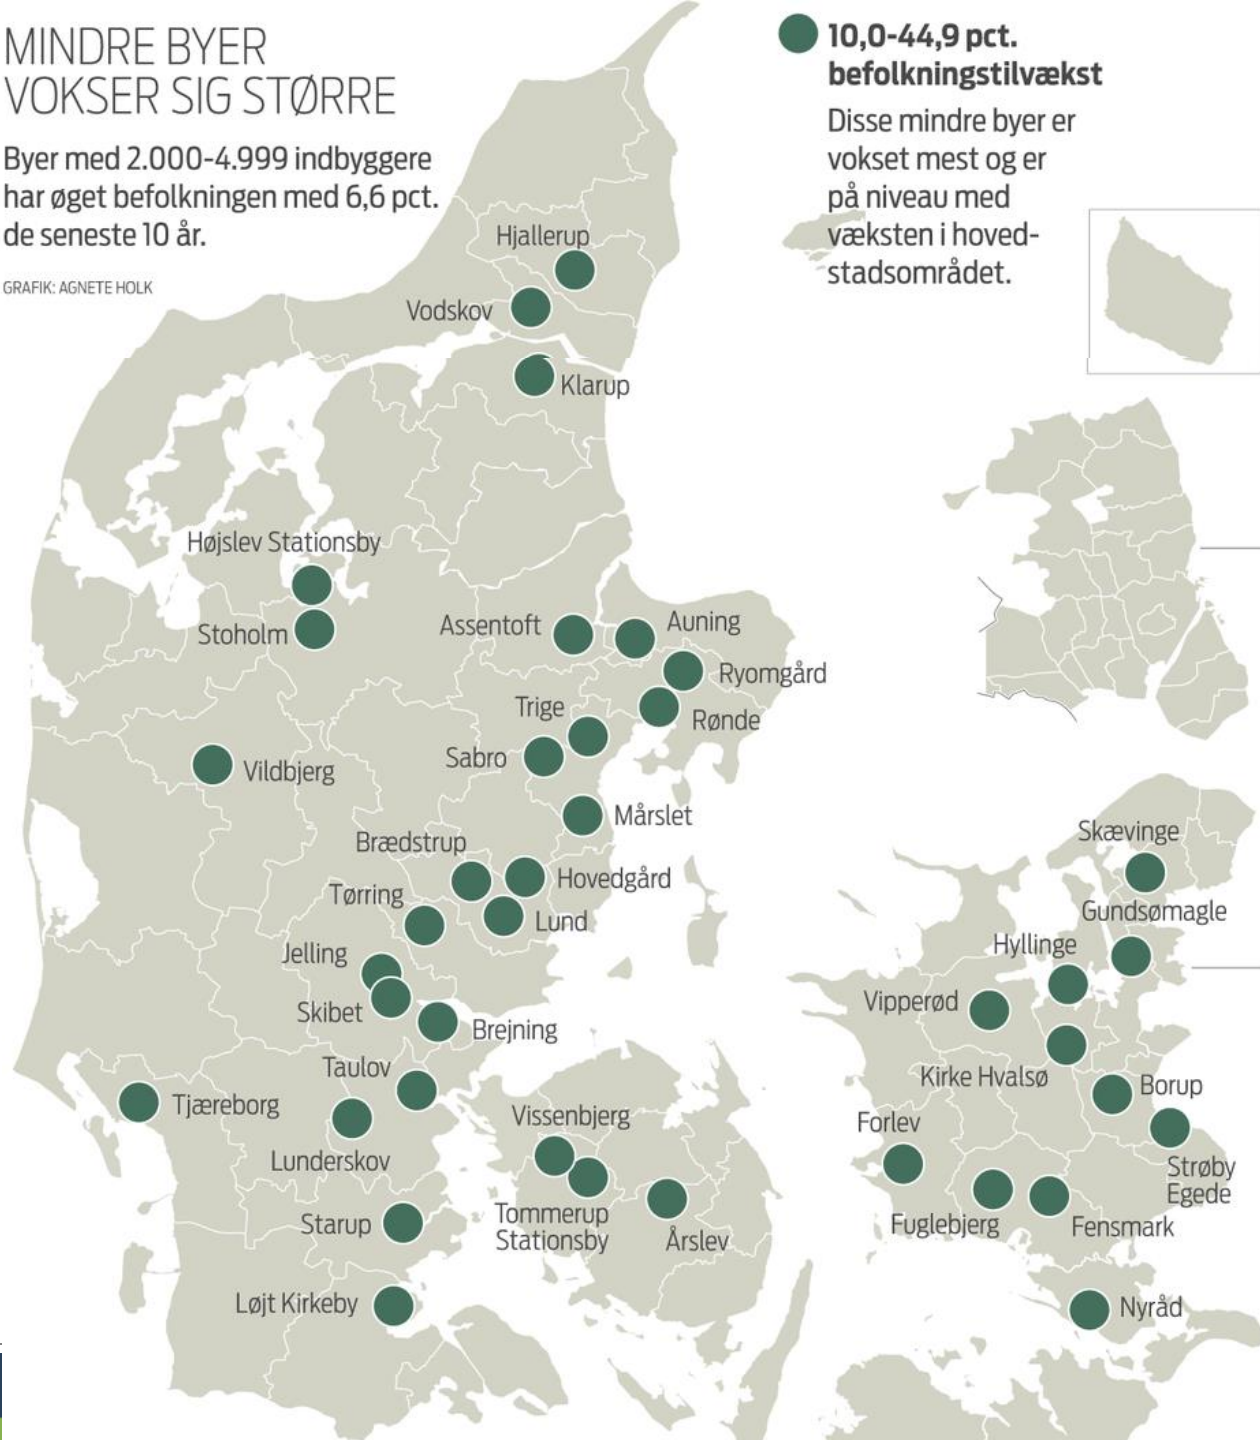 MINDRE BYER
VOKSER SIG STØRRE
Byer med 2.000-4.999 indbyggere
har øget befolkningen med 6,6 pct.
de seneste 10 år.
GRAFIK: AGNETE HOLK
10,0-44,9 pct.
befolkningstilvækst
Disse mindre byer er
vokset mest og er
på niveau med
væksten i hoved-
stadsområdet.
Hjallerup
Vodskov
Klarup
Højslev Stationsby
Stoholm
Assentoft
Auning
Ryomgård
Trige
Rønde
Sabro
Vildbjerg
Mårslet
Brædstrup
Hovedgård
Tørring
Lund
Jelling
Skibet
Brejning
Taulov
Tjæreborg
Lunderskov
Vissenbjerg
Tommerup
Stationsby
Årslev
Starup
Løjt Kirkeby
Skævinge
Gundsømagle
Hyllinge
Vipperød
Kirke Hvalsø
Borup
Forlev
Strøby
Egede
Fuglebjerg
Fensmark
Nyråd